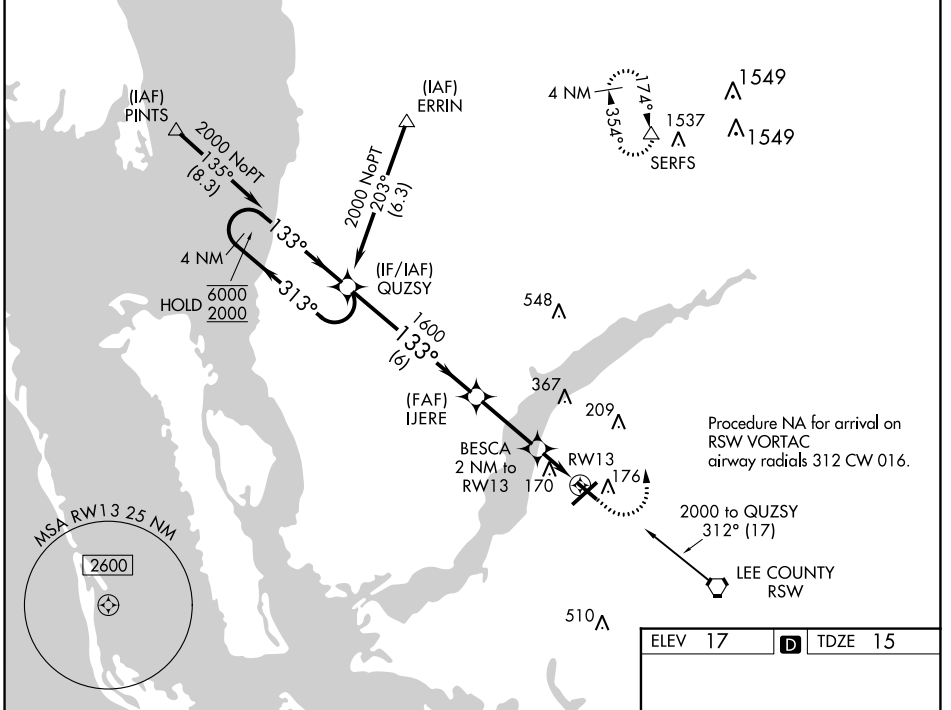 (IAF)
PINTS
2000 NoPT
135°
(8.3)
(IAF)
ERRIN
2000 NoPT
203°
(6.3)
4 NM
174°
354°
SERFS
1537
1549
1549
133°
4 NM
313°
HOLD
6000
2000
(IF/IAF)
QUZSY
1600
133°
(6)
548
(FAF)
IJERE
367
209
BESCA
2 NM to
RW13
170
RW13
176
Procedure NA for arrival on
RSW VORTAC
airway radials 312 CW 016.
2000 to QUZSY
312° (17)
LEE COUNTY
RSW
510
MSA RW13 25 NM
2600
ELEV 17
D
TDZE 15